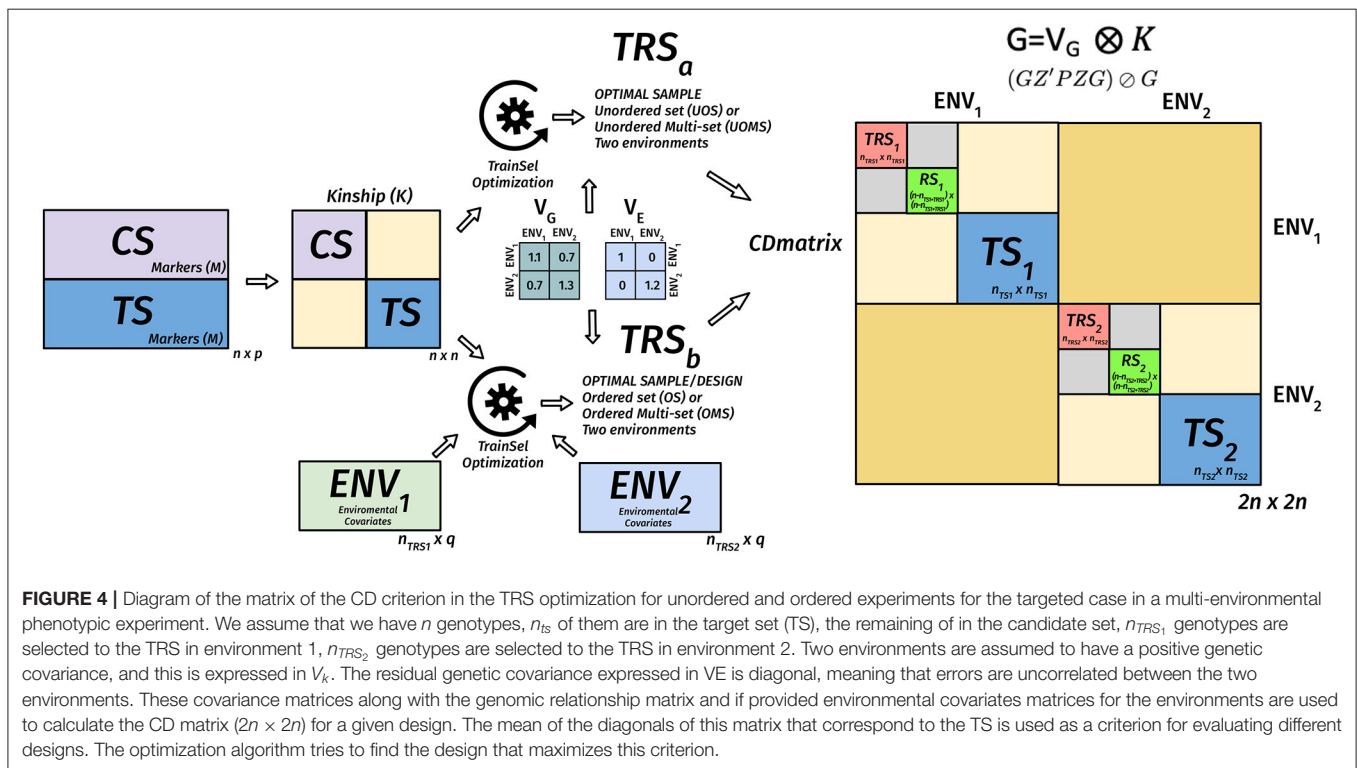 TRSa
OPTIMAL SAMPLE
Unordered set (UOS) or
Unordered Multi-set (UOMS)
Two environments
TrainSel
Optimization
Kinship (K)
CS
Markers (M)
TS
Markers (M)
n x p
CS
TS
n x n
VG
ENV1 ENV2
ENV1
ENV2
1.1 0.7
0.7 1.3
VE
ENV1 ENV2
ENV1
ENV2
1 0
0 1.2
TRSb
OPTIMAL SAMPLE/DESIGN
Ordered set (OS) or
Ordered Multi-set (OMS)
Two environments
TrainSel
Optimization
ENV1
Enviromental
Covariates
nTRS1 x q
ENV2
Enviromental
Covariates
nTRS2 x q
CDmatrix
G=VG ⊗ K
(GZ'PZG) ⊘ G
ENV1
ENV2
TRS1
nTRS1 x nTRS1
RS1
(n-nTS1+TRS1) x
(n-nTS1+TRS1)
TS1
nTS1 x nTS1
ENV1
TRS2
nTRS2 x nTRS2
RS2
(n-nTS2+TRS2) x
(n-nTS2+TRS2)
TS2
nTS2 x nTS2
ENV2
2n x 2n
FIGURE 4 | Diagram of the matrix of the CD criterion in the TRS optimization for unordered and ordered experiments for the targeted case in a multi-environmental
phenotypic experiment. We assume that we have n genotypes, nts of them are in the target set (TS), the remaining of in the candidate set, nTRS1 genotypes are
selected to the TRS in environment 1, nTRS2 genotypes are selected to the TRS in environment 2. Two environments are assumed to have a positive genetic
covariance, and this is expressed in Vk. The residual genetic covariance expressed in VE is diagonal, meaning that errors are uncorrelated between the two
environments. These covariance matrices along with the genomic relationship matrix and if provided environmental covariates matrices for the environments are used
to calculate the CD matrix (2n × 2n) for a given design. The mean of the diagonals of this matrix that correspond to the TS is used as a criterion for evaluating different
designs. The optimization algorithm tries to find the design that maximizes this criterion.